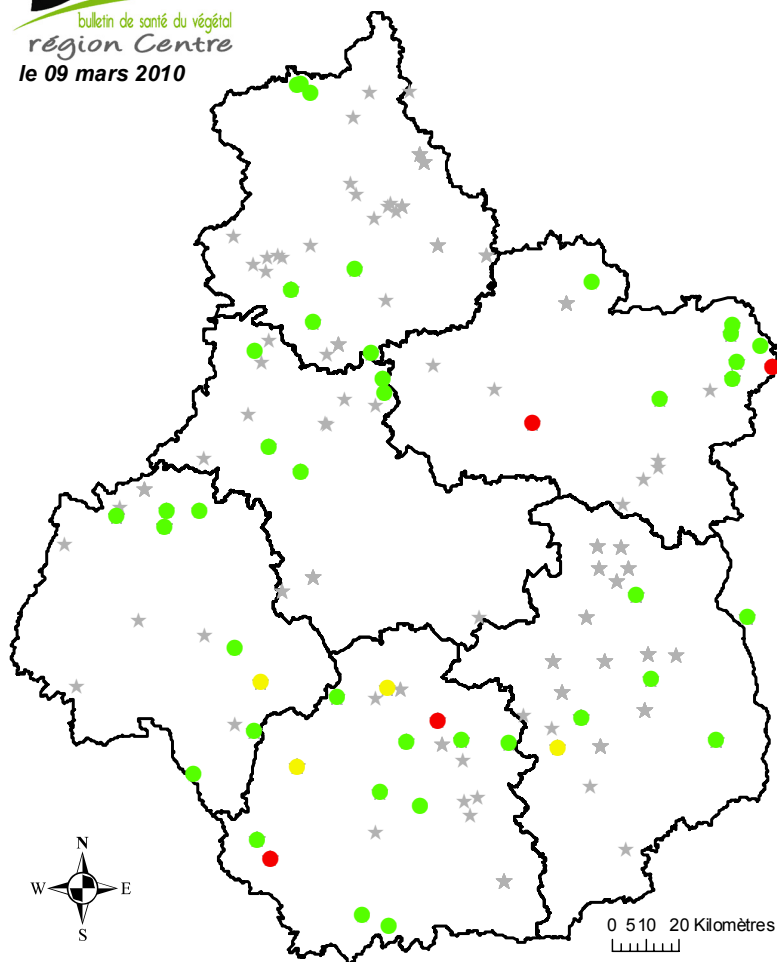 bulletin de santé du végétal
région Centre
le 09 mars 2010
N
W E
S
0 5 10 20 Kilomètres